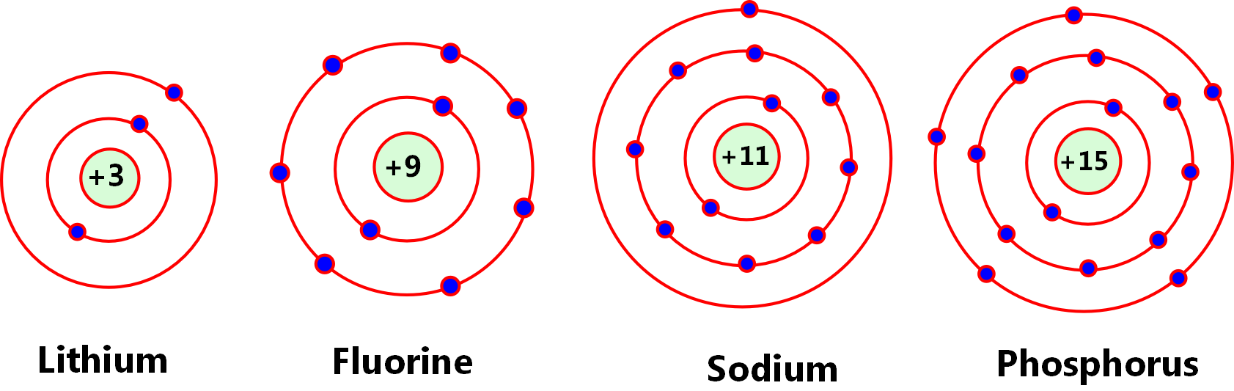 +3
+9
+11
+15
Lithium
Fluorine
Sodium
Phosphorus